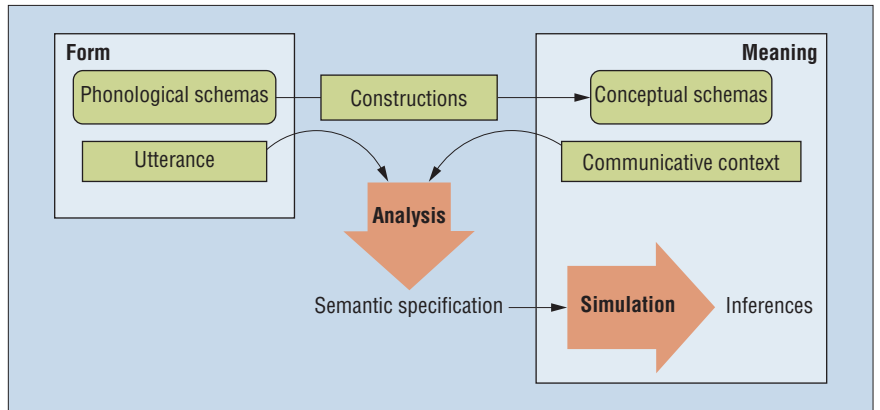 Form
Meaning
Phonological schemas
Constructions
Conceptual schemas
Utterance
Communicative context
Analysis
Semantic specification
Simulation
Inferences